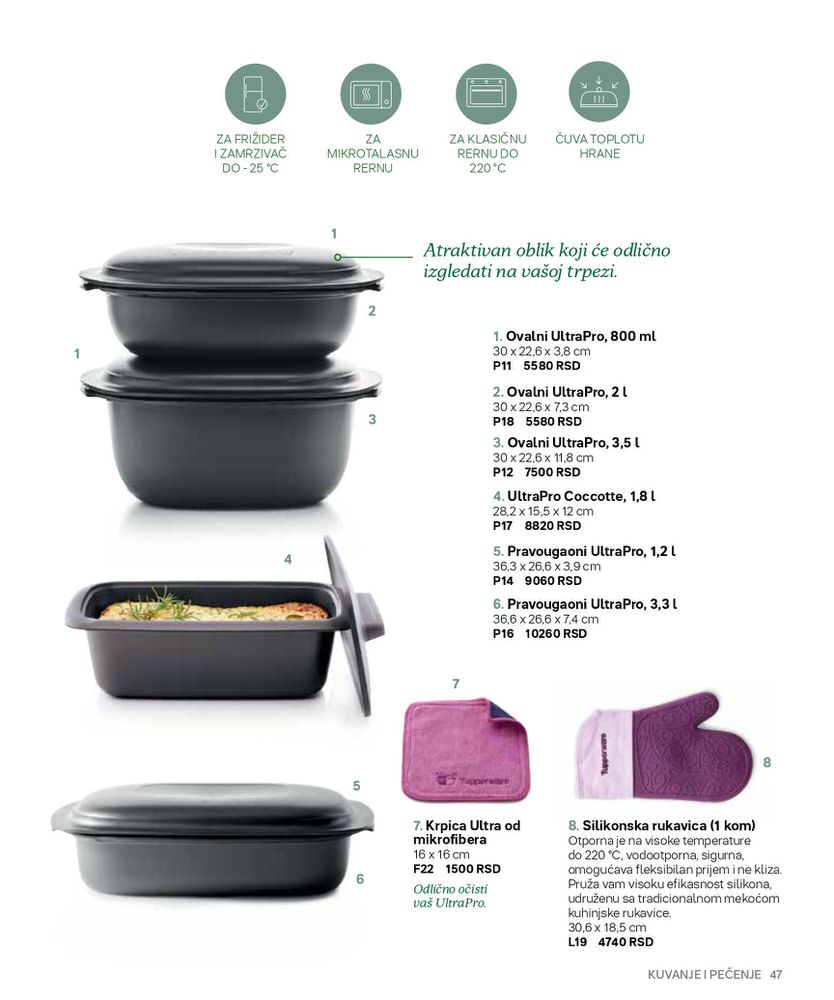 ZA FRIŽIDER
I ZAMRZIVAČ
DO - 25 °C
ZA
MIKROTALASNU
RERNU
ZA KLASIČNU
RERNU DO
220 °C
ČUVA TOPLOTU
HRANE
1
Atraktivan oblik koji će odlično
izgledati na vašoj trpezi.
2
1
3
1. Ovalni UltraPro, 800 ml
30 x 22,6 x 3,8 cm
P11 5580 RSD
2. Ovalni UltraPro, 2 l
30 x 22,6 x 7,3 cm
P18 5580 RSD
3. Ovalni UltraPro, 3,5 l
30 x 22,6 x 11,8 cm
P12 7500 RSD
4. UltraPro Coccotte, 1,8 l
28,2 x 15,5 x 12 cm
P17 8820 RSD
5. Pravougaoni UltraPro, 1,2 l
36,3 x 26,6 x 3,9 cm
P14 9060 RSD
6. Pravougaoni UltraPro, 3,3 l
36,6 x 26,6 x 7,4 cm
P16 10260 RSD
4
7
Tupperware
Tupperware
8
5
6
7. Krpica Ultra od
mikrofibera
16 x 16 cm
F22 1500 RSD
Odlično očisti
vaš UltraPro.
8. Silikonska rukavica (1 kom)
Otporna je na visoke temperature
do 220 °C, vodootporna, sigurna,
omogućava fleksibilan prijem i ne kliza.
Pruža vam visoku efikasnost silikona,
udruženu sa tradicionalnom mekoćom
kuhinjske rukavice.
30,6 x 18,5 cm
L19 4740 RSD
KUVANJE I PEČENJE 47